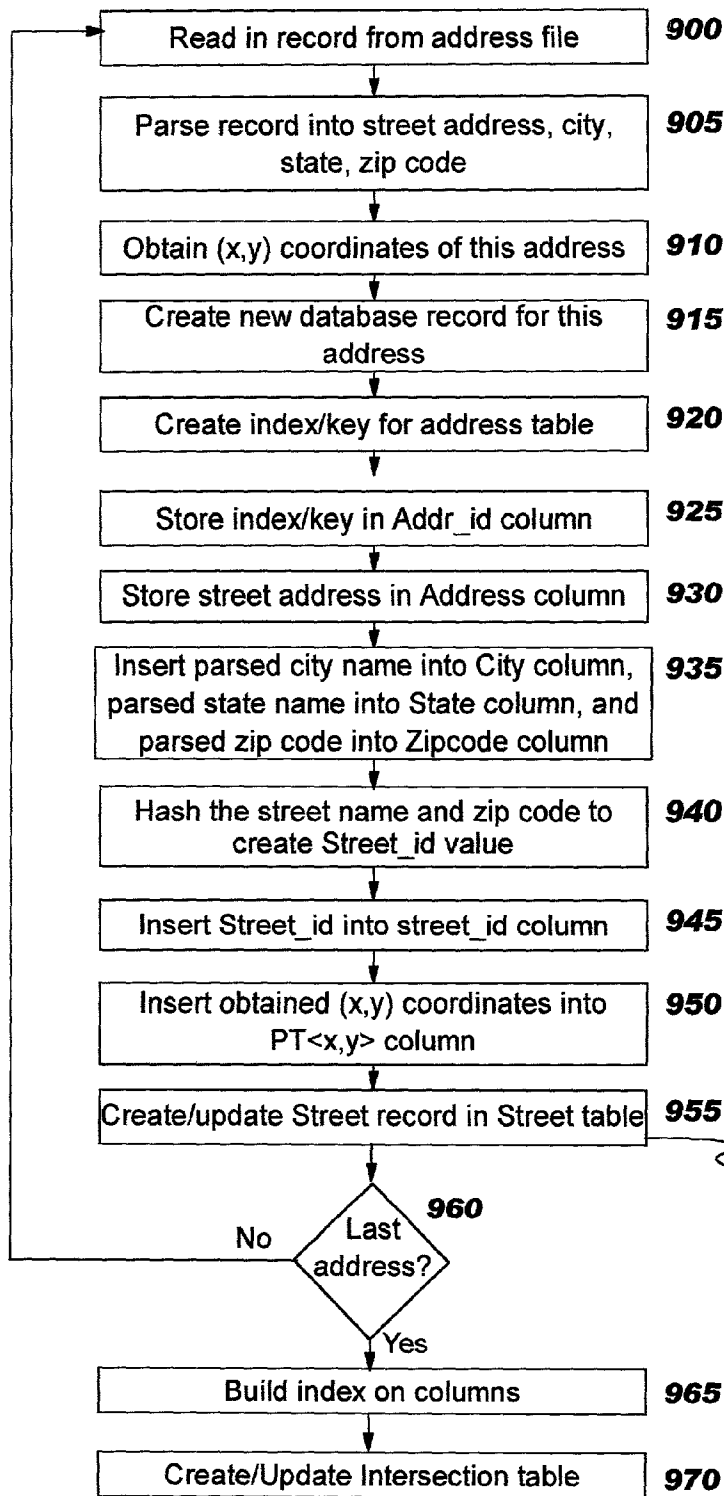 Read in record from address file
900
Parse record into street address, city,
state, zip code
905
Obtain (x,y) coordinates of this address
910
Create new database record for this
address
915
Create index/key for address table
920
Store index/key in Addr_id column
925
Store street address in Address column
930
Insert parsed city name into City column,
parsed state name into State column, and
parsed zip code into Zipcode column
935
Hash the street name and zip code to
create Street_id value
940
Insert Street_id into street_id column
945
Insert obtained (x,y) coordinates into
PT<x,y> column
950
Create/update Street record in Street table
955
960
Last
address?
No
Yes
Build index on columns
965
Create/Update Intersection table
970